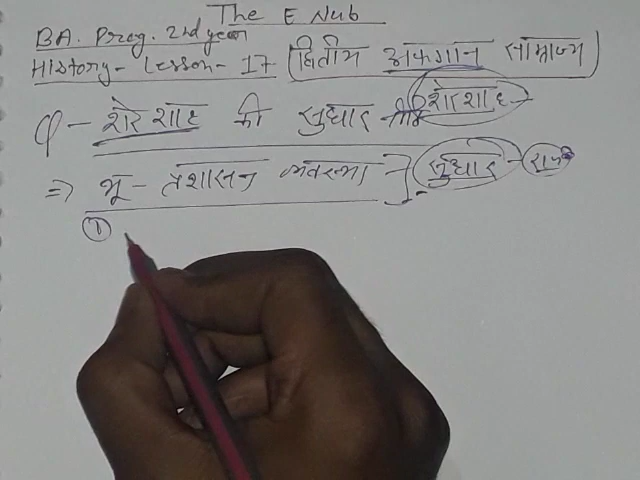 The E Nub
BA. Prog. 2nd year
History- Lesson- 17 (द्वितीय अफगान साम्राज्य)
Q - शेरशाह की सुधार नीति शेरशाह -
⇒ भू - प्रशासन व्यवस्था }- सुधार -
①